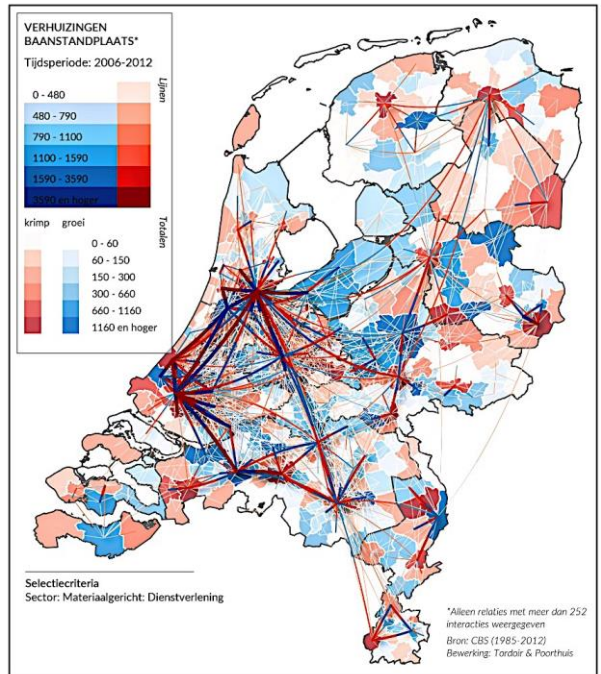 VERHUIZINGEN
BAANSTANDPLAATS*
Tijdsperiode: 2006-2012
Lijnen
0 - 480
480 - 790
790 - 1100
1100 - 1590
1590 - 3590
3590 en hoger
Totalen
krimp groei
0 - 60
60 - 150
150 - 300
300 - 660
660 - 1160
1160 en hoger
Selectiecriteria
Sector: Materiaalgericht: Dienstverlening
*Alleen relaties met meer dan 252
interacties weergegeven
Bron: CBS (1985-2012)
Bewerking: Tordoir & Poorthuis